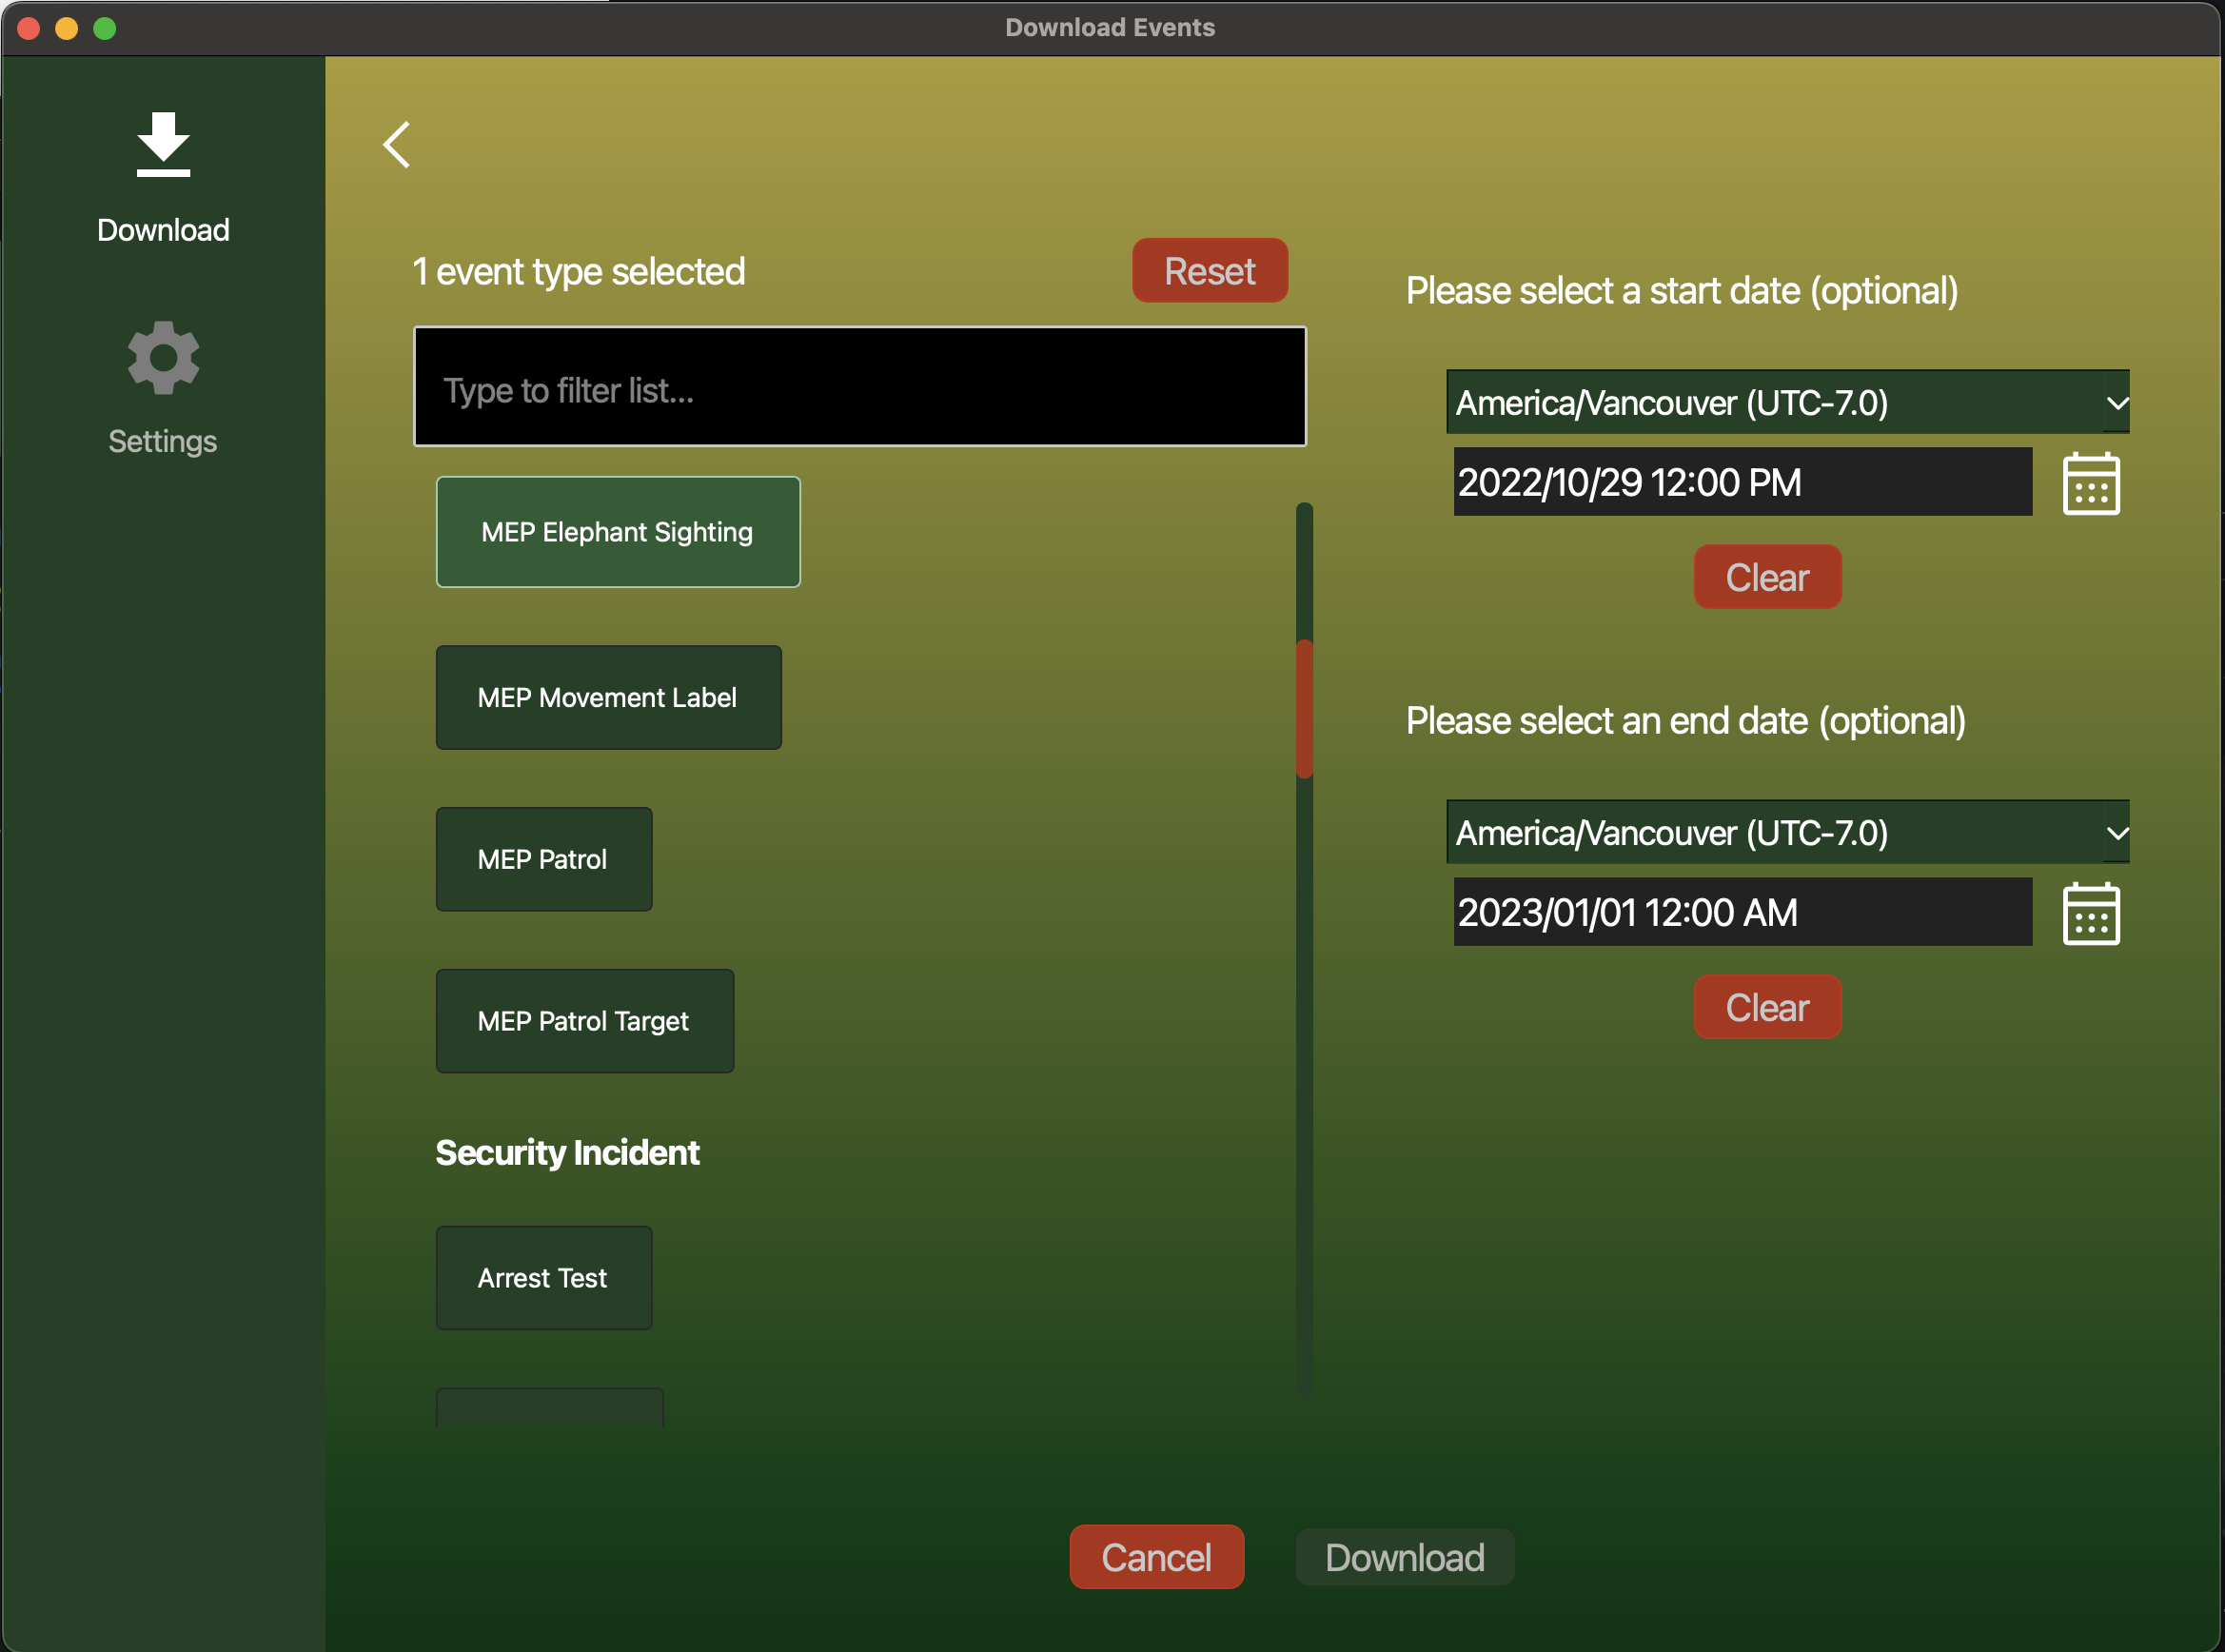 Download Events
Download
Settings
1 event type selected
Reset
Type to filter list...
MEP Elephant Sighting
MEP Movement Label
MEP Patrol
MEP Patrol Target
Security Incident
Arrest Test
Please select a start date (optional)
America/Vancouver (UTC-7.0)
2022/10/29 12:00 PM
Clear
Please select an end date (optional)
America/Vancouver (UTC-7.0)
2023/01/01 12:00 AM
Clear
Cancel
Download